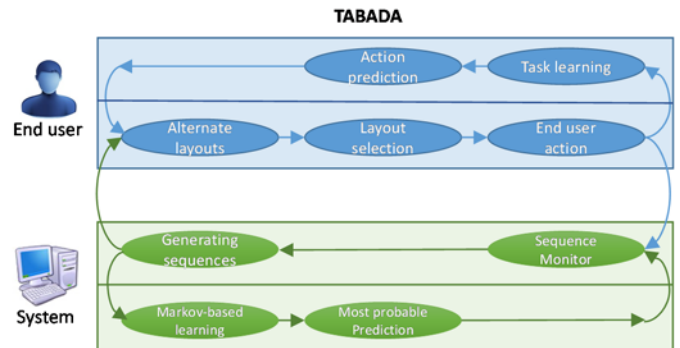 TABADA
Action
prediction
Task learning
End user
Alternate
layouts
Layout
selection
End user
action
Generating
sequences
Sequence
Monitor
System
Markov-based
learning
Most probable
Prediction